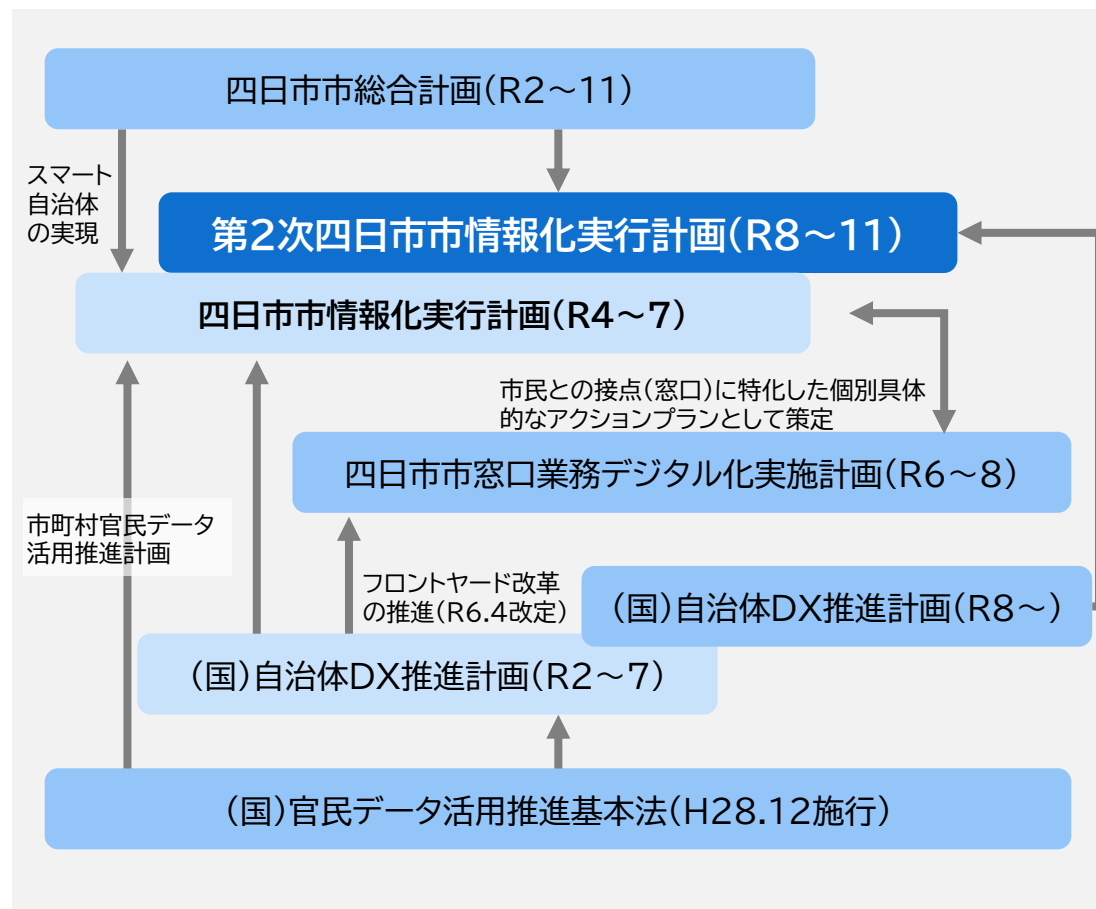 四日市市総合計画(R2～11)
スマート
自治体
の実現
第2次四日市市情報化実行計画(R8～11)
四日市市情報化実行計画(R4～7)
市民との接点(窓口)に特化した個別具体
的なアクションプランとして策定
四日市市窓口業務デジタル化実施計画(R6～8)
市町村官民データ
活用推進計画
フロントヤード改革
の推進(R6.4改定)
(国)自治体DX推進計画(R8～)
(国)自治体DX推進計画(R2～7)
(国)官民データ活用推進基本法(H28.12施行)